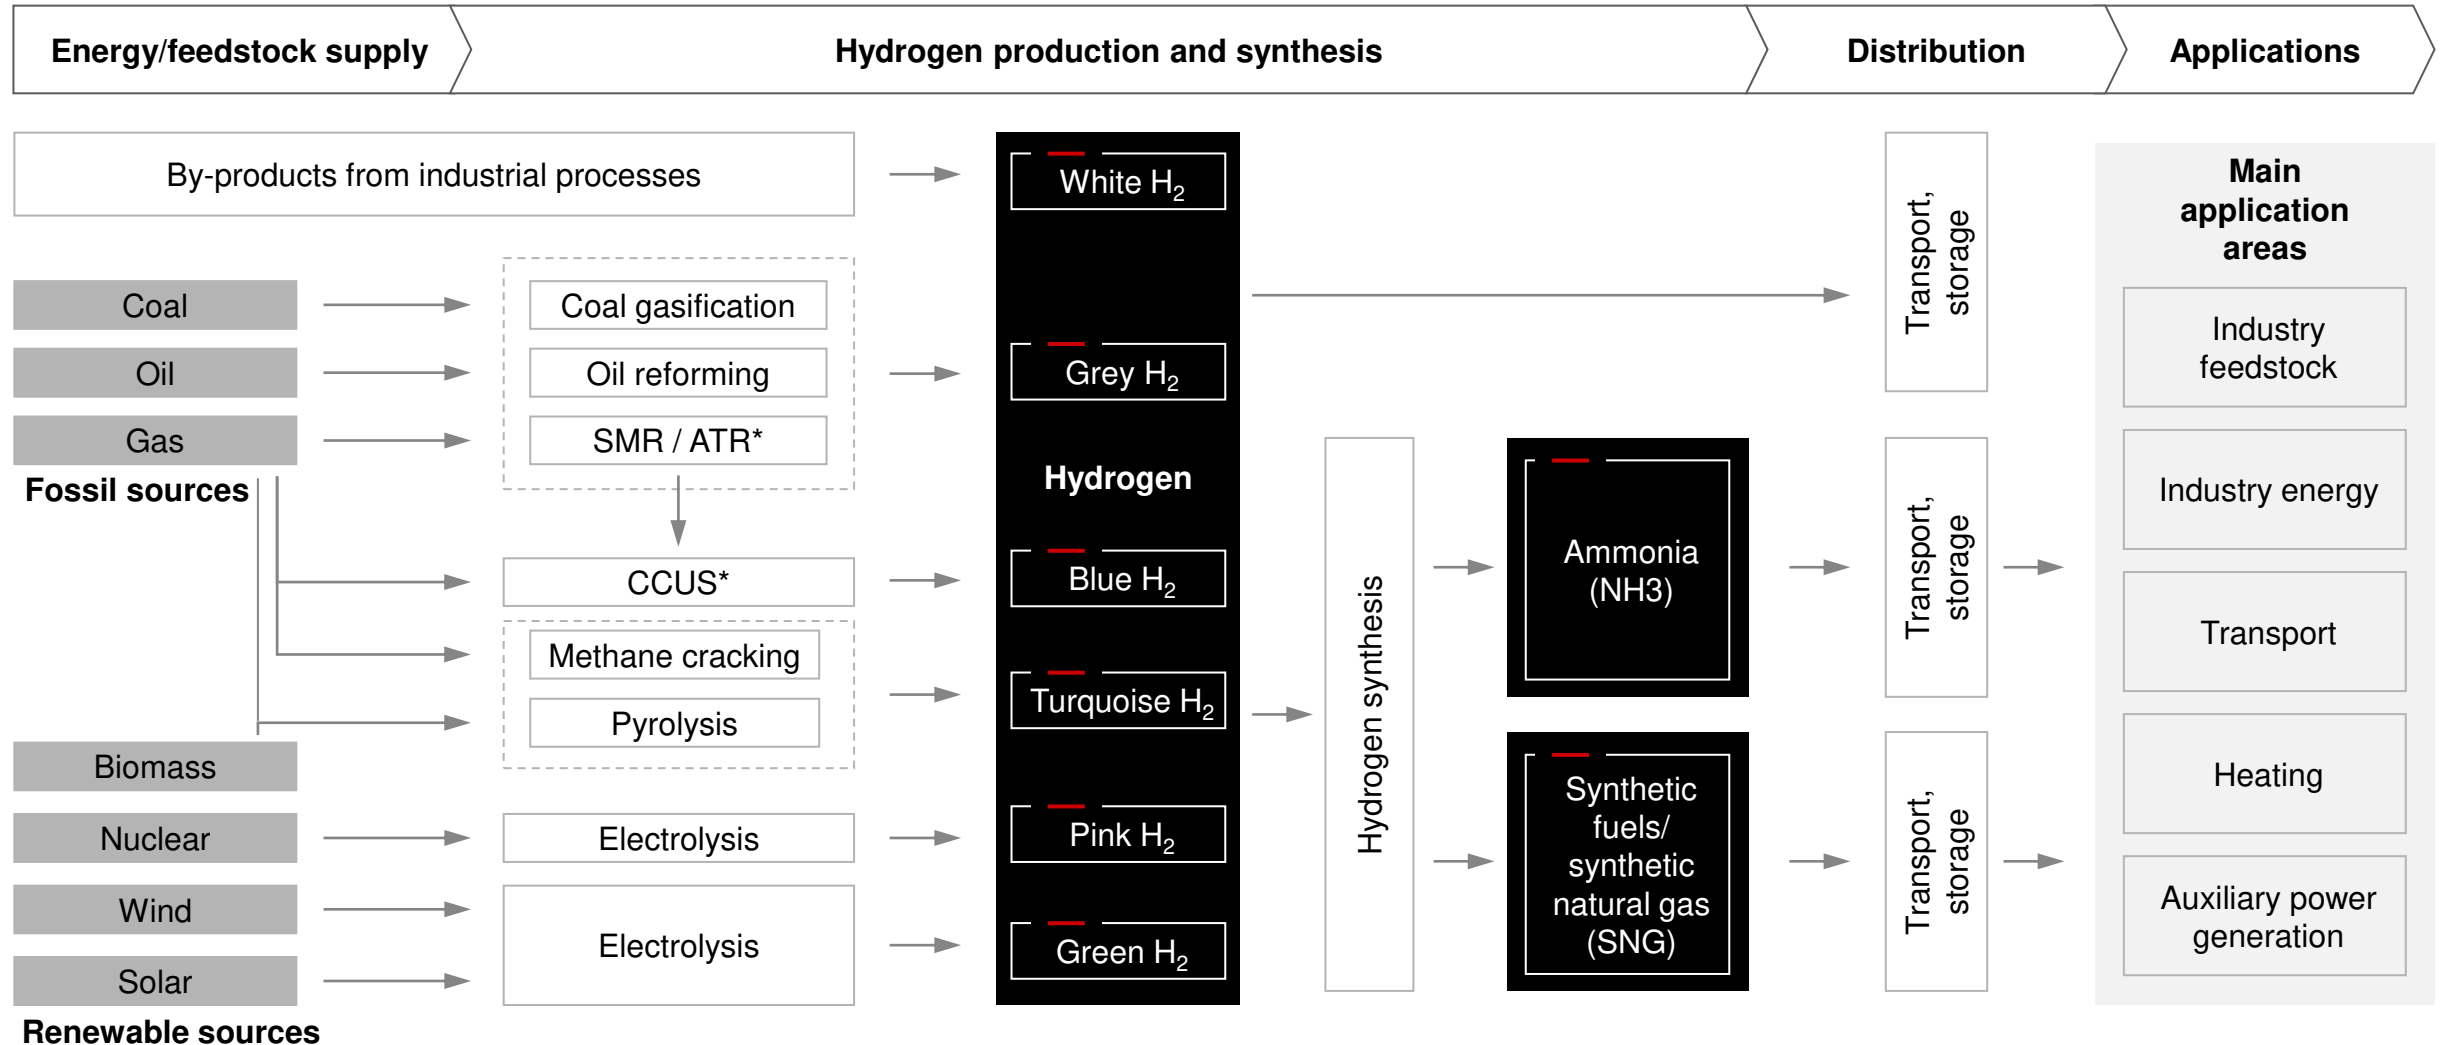 Energy/feedstock supply
Hydrogen production and synthesis
Distribution
Applications
By-products from industrial processes
Coal
Oil
Gas
Fossil sources
Biomass
Nuclear
Wind
Solar
Renewable sources
Coal gasification
Oil reforming
SMR / ATR*
CCUS*
Methane cracking
Pyrolysis
Electrolysis
Electrolysis
White H₂
Grey H₂
Hydrogen
Blue H₂
Turquoise H₂
Pink H₂
Green H₂
Hydrogen synthesis
Ammonia
(NH3)
Synthetic
fuels/
synthetic
natural gas
(SNG)
Transport,
storage
Transport,
storage
Transport,
storage
Main
application
areas
Industry
feedstock
Industry energy
Transport
Heating
Auxiliary power
generation